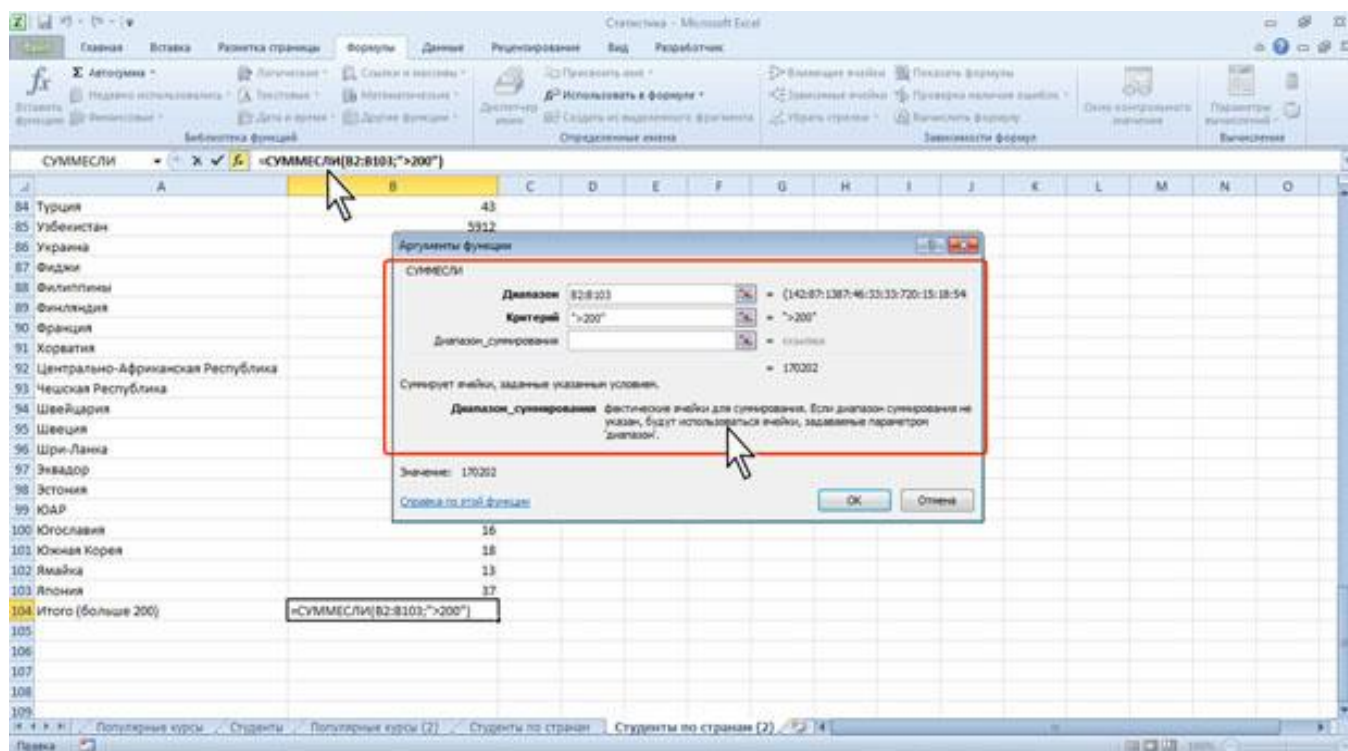 Статистика - Microsoft Excel
Главная Вставка Разметка страницы Формулы Данные Рецензирование Вид Разработчик
fx Σ Автосумма Логические Ссылки и массивы Присвоить имя Влияющие ячейки Показать формулы
Вставить функцию Недавно использовались Текстовые Математические Диспетчер имен Использовать в формуле Зависимые ячейки Проверка наличия ошибок Окно контрольного значения Параметры вычислений
Финансовые Дата и время Другие функции Создать из выделенного фрагмента Убрать стрелки Вычислить формулу
Библиотека функций Определенные имена Зависимости формул Вычисление
СУММЕСЛИ fx =СУММЕСЛИ(B2:B103;">200")
A B C D E F G H I J K L M N O
84 Турция 43
85 Узбекистан 5912
86 Украина
87 Фиджи
88 Филиппины
89 Финляндия
90 Франция
91 Хорватия
92 Центрально-Африканская Республика
93 Чешская Республика
94 Швейцария
95 Швеция
96 Шри-Ланка
97 Эквадор
98 Эстония
99 ЮАР
100 Югославия 16
101 Южная Корея 18
102 Ямайка 13
103 Япония 37
104 Итого (больше 200) =СУММЕСЛИ(B2:B103;">200")
105
106
107
108
109
Аргументы функции
СУММЕСЛИ
Диапазон B2:B103 = {142:87:1387:46:33:33:720:15:18:54
Критерий ">200" = ">200"
Диапазон_суммирования = ссылка
= 170202
Суммирует ячейки, заданные указанным условием.
Диапазон_суммирования фактические ячейки для суммирования. Если диапазон суммирования не
указан, будут использоваться ячейки, задаваемые параметром
'диапазон'.
Значение: 170202
Справка по этой функции
OK Отмена
Популярные курсы Студенты Популярные курсы (2) Студенты по странам Студенты по странам (2)
Правка